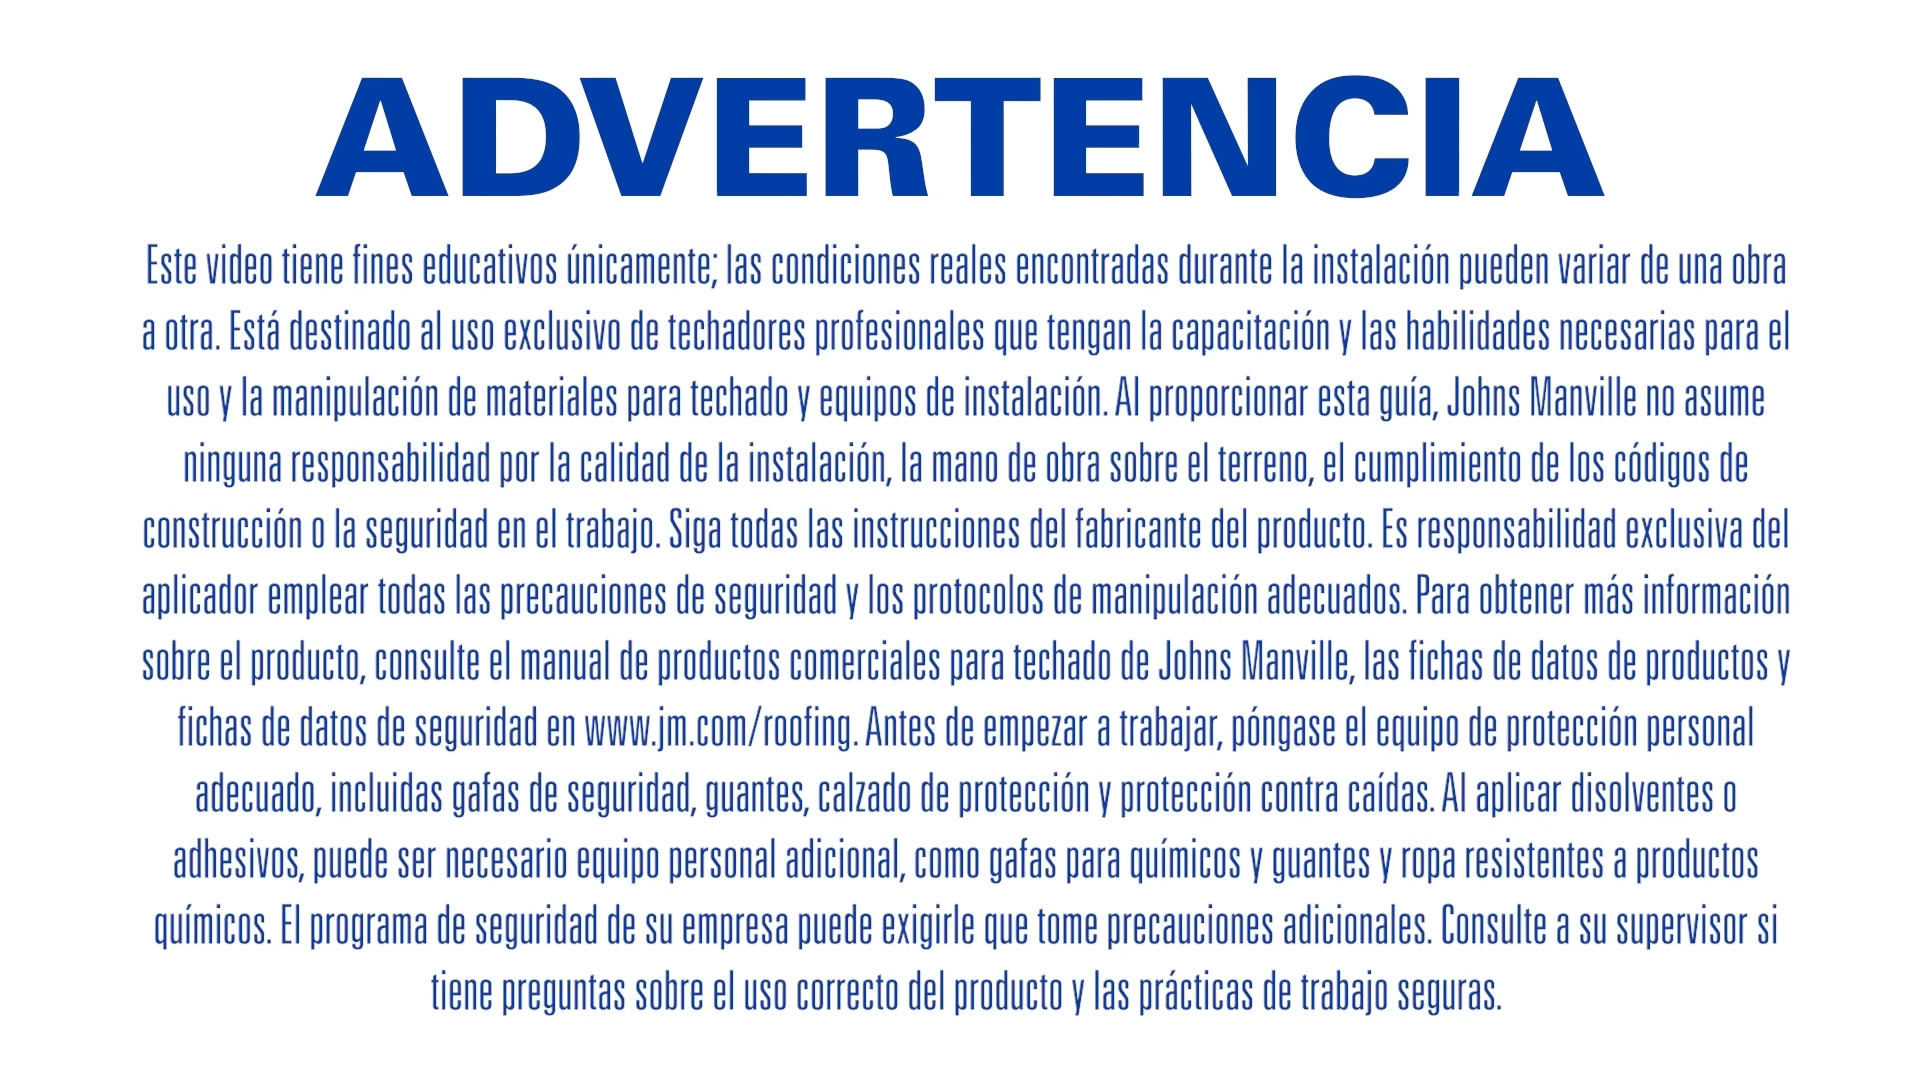 ADVERTENCIA
Este video tiene fines educativos únicamente; las condiciones reales encontradas durante la instalación pueden variar de una obra
a otra. Está destinado al uso exclusivo de techadores profesionales que tengan la capacitación y las habilidades necesarias para el
uso y la manipulación de materiales para techado y equipos de instalación. Al proporcionar esta guía, Johns Manville no asume
ninguna responsabilidad por la calidad de la instalación, la mano de obra sobre el terreno, el cumplimiento de los códigos de
construcción o la seguridad en el trabajo. Siga todas las instrucciones del fabricante del producto. Es responsabilidad exclusiva del
aplicador emplear todas las precauciones de seguridad y los protocolos de manipulación adecuados. Para obtener más información
sobre el producto, consulte el manual de productos comerciales para techado de Johns Manville, las fichas de datos de productos y
fichas de datos de seguridad en www.jm.com/roofing. Antes de empezar a trabajar, póngase el equipo de protección personal
adecuado, incluidas gafas de seguridad, guantes, calzado de protección y protección contra caídas. Al aplicar disolventes o
adhesivos, puede ser necesario equipo personal adicional, como gafas para químicos y guantes y ropa resistentes a productos
químicos. El programa de seguridad de su empresa puede exigirle que tome precauciones adicionales. Consulte a su supervisor si
tiene preguntas sobre el uso correcto del producto y las prácticas de trabajo seguras.